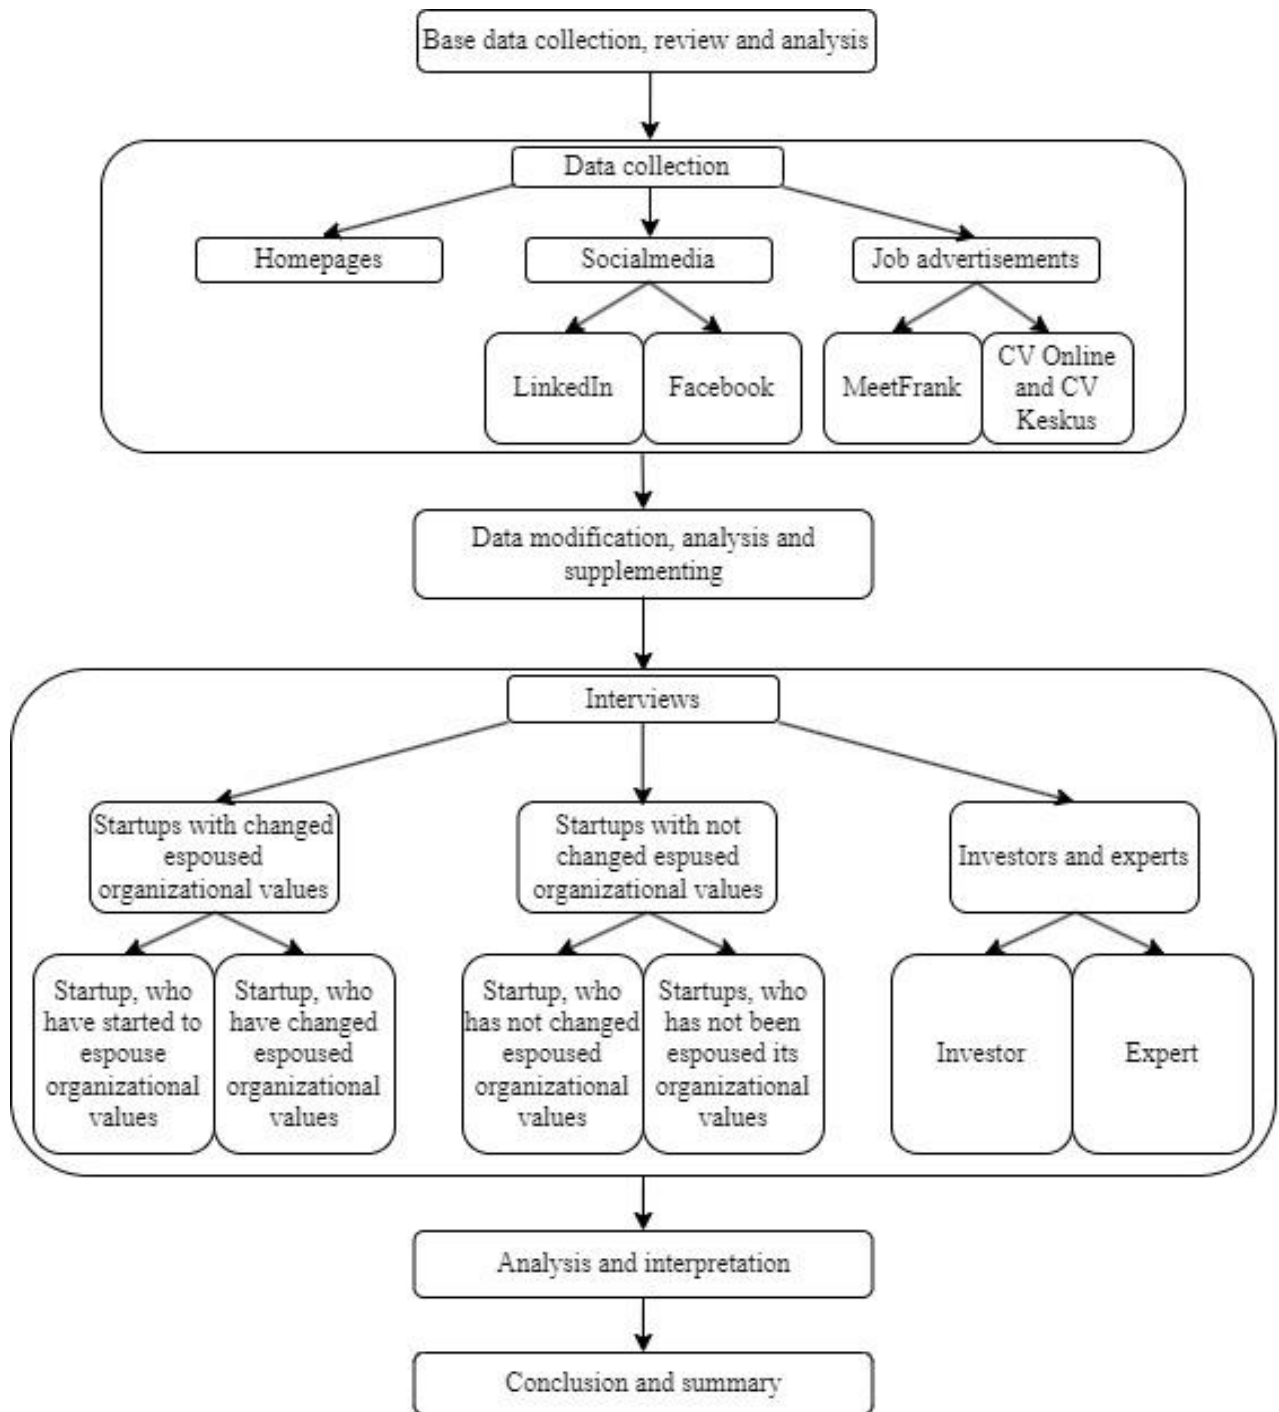 Base data collection, review and analysis
Data collection
Homepages
Socialmedia
Job advertisements
LinkedIn
Facebook
MeetFrank
CV Online
and CV
Keskus
Data modification, analysis and
supplementing
Interviews
Startups with changed
espoused
organizational values
Startups with not
changed espused
organizational values
Investors and experts
Startup, who
have started to
espouse
organizational
values
Startup, who
have changed
espoused
organizational
values
Startup, who
has not changed
espoused
organizational
values
Startups, who
has not been
espoused its
organizational
values
Investor
Expert
Analysis and interpretation
Conclusion and summary